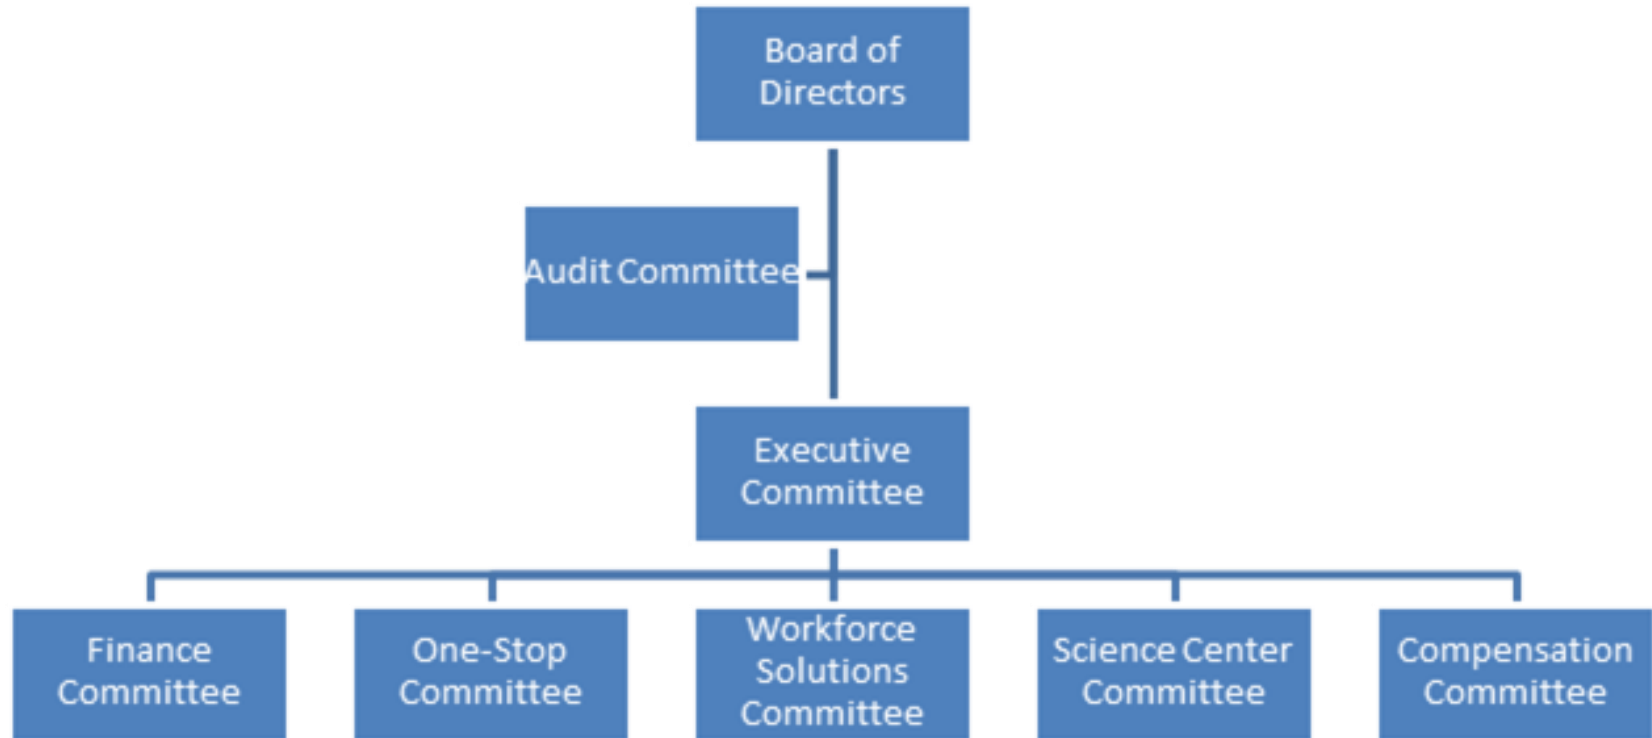 Board of
Directors
Audit Committee
Executive
Committee
Finance
Committee
One-Stop
Committee
Workforce
Solutions
Committee
Science Center
Committee
Compensation
Committee